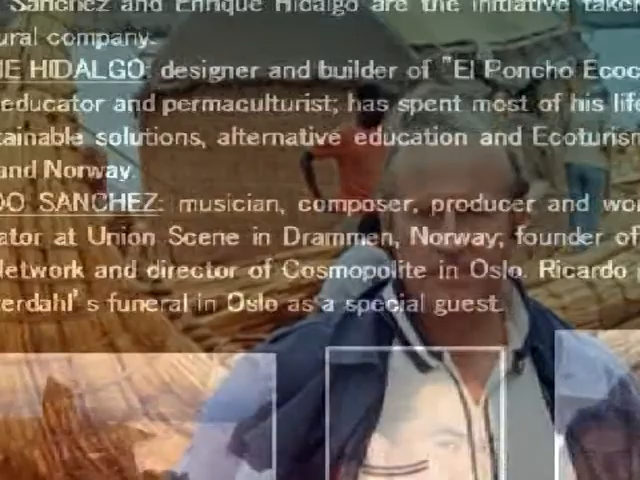 Sanchez and Enrique Hidalgo are the initiative taken
ural company.
NE HIDALGO: designer and builder of "El Poncho Ecoc
educator and permaculturist; has spent most of his life
tainable solutions, alternative education and Ecoturism
and Norway.
DO SANCHEZ: musician, composer, producer and wor
ator at Union Scene in Drammen, Norway; founder of
Network and director of Cosmopolite in Oslo. Ricardo
erdahl's funeral in Oslo as a special guest.